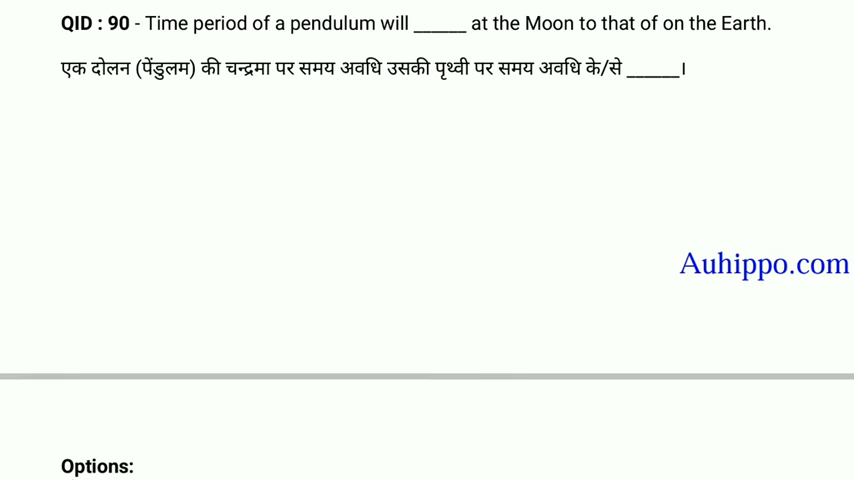 QID : 90 - Time period of a pendulum will ______ at the Moon to that of on the Earth.
एक दोलन (पेंडुलम) की चन्द्रमा पर समय अवधि उसकी पृथ्वी पर समय अवधि के/से ______।
Auhippo.com
Options: